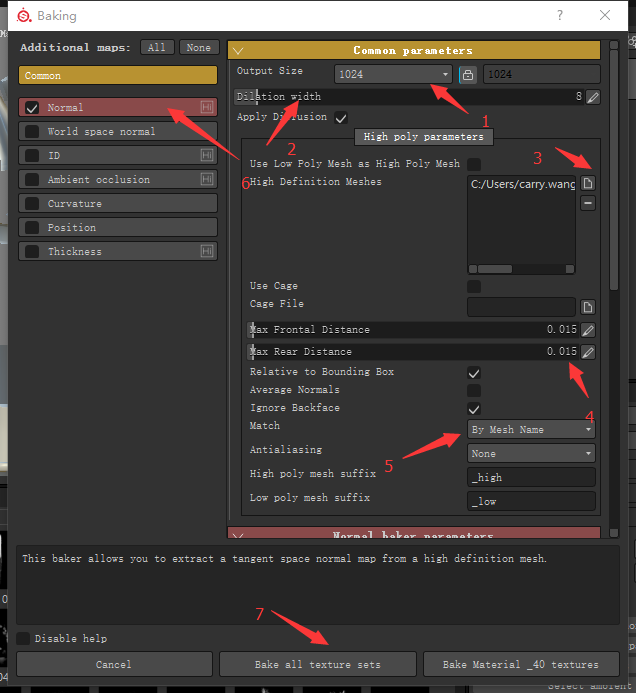 Baking
Additional maps: All None
Common
Normal
World space normal
ID
Ambient occlusion
Curvature
Position
Thickness
Common parameters
Output Size 1024 1024
1
Dilation width 8
2
Apply Diffusion
High poly parameters
3
Use Low Poly Mesh as High Poly Mesh
6
High Definition Meshes C:/Users/carry.wang
Use Cage
Cage File
Max Frontal Distance 0.015
Max Rear Distance 0.015
Relative to Bounding Box
Average Normals
4
Ignore Backface
Match By Mesh Name
5
Antialiasing None
High poly mesh suffix _high
Low poly mesh suffix _low
Normal baker parameters
This baker allows you to extract a tangent space normal map from a high definition mesh.
7
Disable help
Cancel Bake all texture sets Bake Material _40 textures
Select ambient